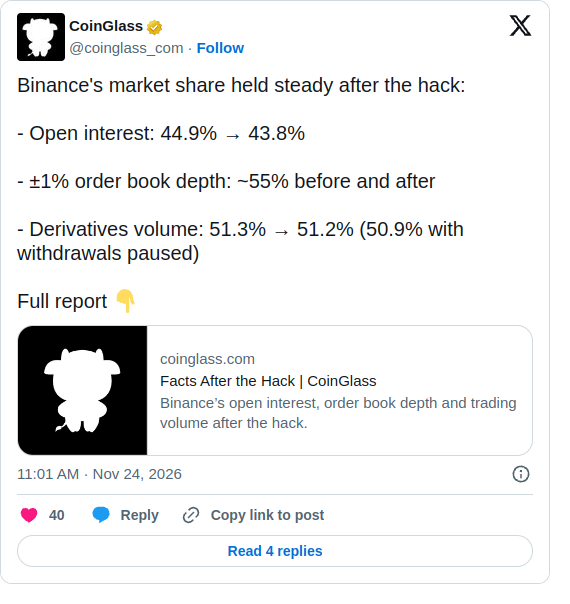 CoinGlass
@coinglass_com · Follow
Binance's market share held steady after the hack:
- Open interest: 44.9% → 43.8%
- ±1% order book depth: ~55% before and after
- Derivatives volume: 51.3% → 51.2% (50.9% with
withdrawals paused)
Full report 👇
coinglass.com
Facts After the Hack | CoinGlass
Binance’s open interest, order book depth and trading
volume after the hack.
11:01 AM · Nov 24, 2026
40 Reply Copy link to post
Read 4 replies